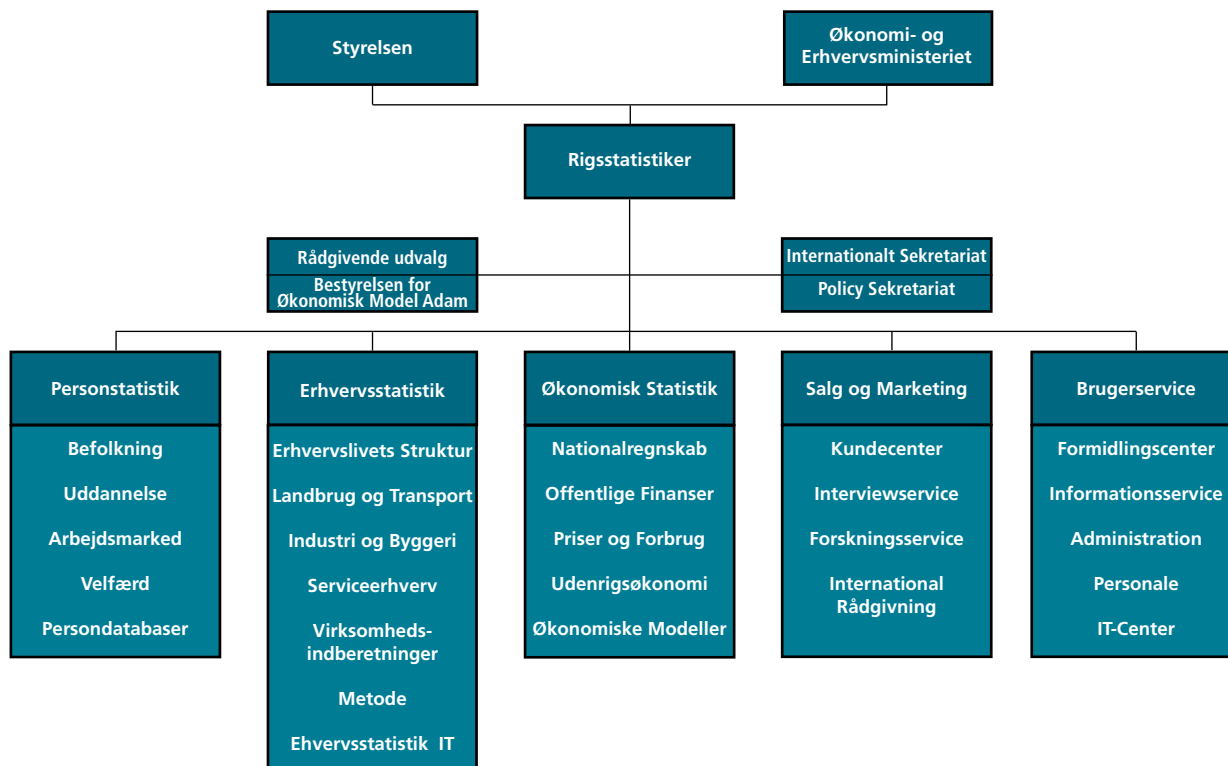 Styrelsen
Økonomi- og
Erhvervsministeriet
Rigsstatistiker
Rådgivende udvalg
Bestyrelsen for
Økonomisk Model Adam
Internationalt Sekretariat
Policy Sekretariat
Personstatistik
Befolkning
Uddannelse
Arbejdsmarked
Velfærd
Persondatabaser
Erhvervsstatistik
Erhvervslivets Struktur
Landbrug og Transport
Industri og Byggeri
Serviceerhverv
Virksomheds-
indberetninger
Metode
Ehvervsstatistik IT
Økonomisk Statistik
Nationalregnskab
Offentlige Finanser
Priser og Forbrug
Udenrigsøkonomi
Økonomiske Modeller
Salg og Marketing
Kundecenter
Interviewservice
Forskningsservice
International
Rådgivning
Brugerservice
Formidlingscenter
Informationsservice
Administration
Personale
IT-Center